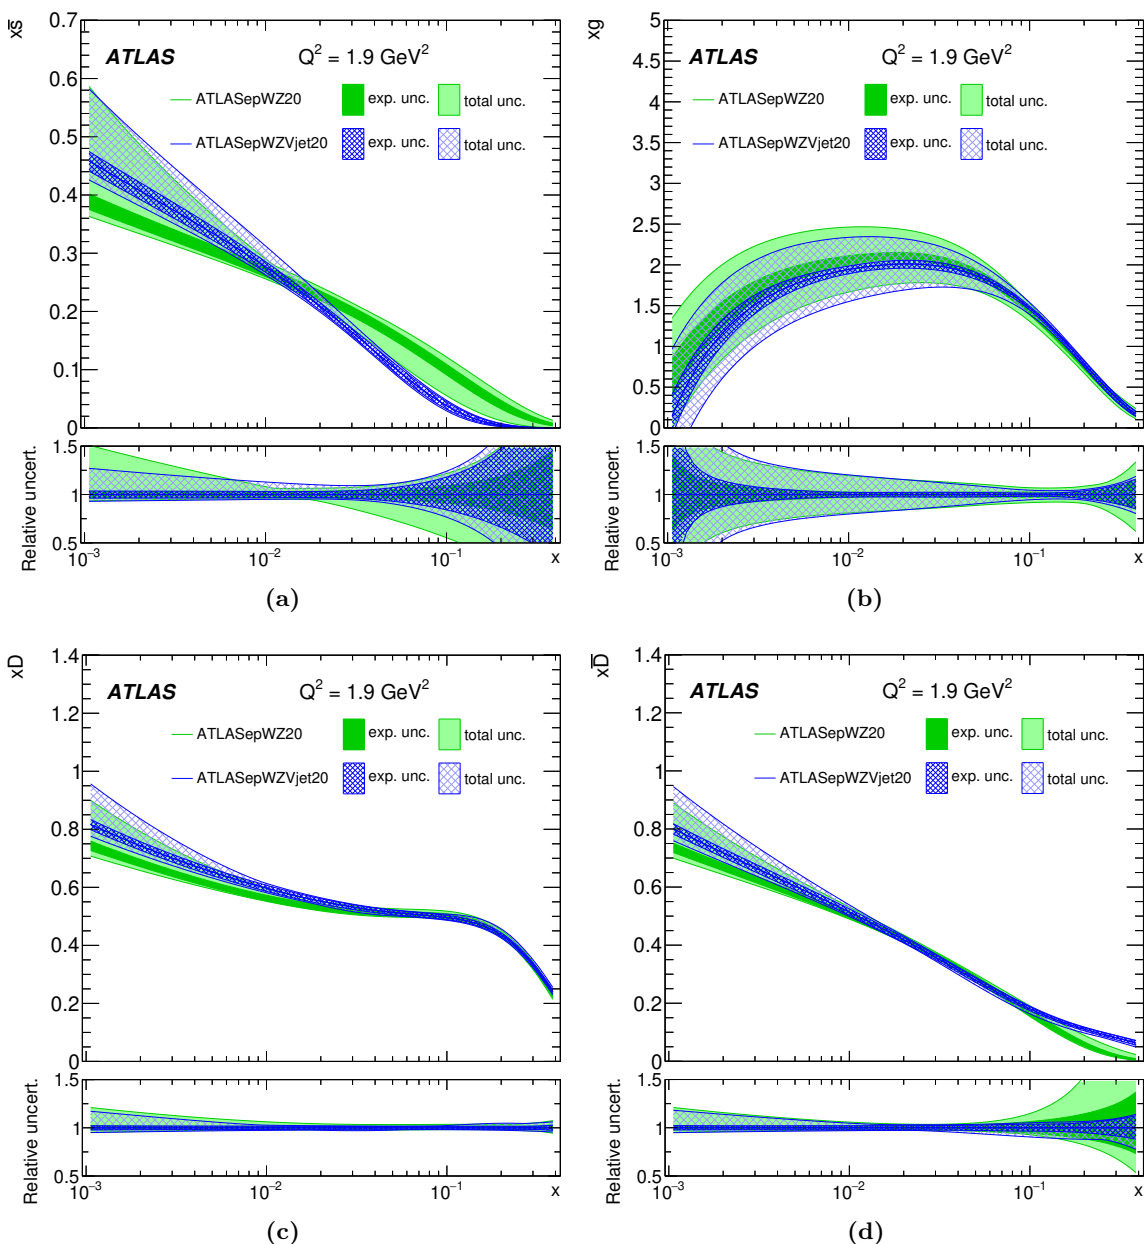 xs̅
0.7
ATLAS Q² = 1.9 GeV²
0.6
ATLASepWZ20 exp. unc. total unc.
0.5
ATLASepWZVjet20 exp. unc. total unc.
0.4
0.3
0.2
0.1
0
Relative uncert.
1.5
1
0.5
10⁻³ 10⁻² 10⁻¹ x
(a)
xg
5
ATLAS Q² = 1.9 GeV²
4.5
4
ATLASepWZ20 exp. unc. total unc.
3.5
ATLASepWZVjet20 exp. unc. total unc.
3
2.5
2
1.5
1
0.5
0
Relative uncert.
1.5
1
0.5
10⁻³ 10⁻² 10⁻¹ x
(b)
xD
1.4
ATLAS Q² = 1.9 GeV²
1.2
ATLASepWZ20 exp. unc. total unc.
1
ATLASepWZVjet20 exp. unc. total unc.
0.8
0.6
0.4
0.2
0
Relative uncert.
1.5
1
0.5
10⁻³ 10⁻² 10⁻¹ x
(c)
xD̅
1.4
ATLAS Q² = 1.9 GeV²
1.2
ATLASepWZ20 exp. unc. total unc.
1
ATLASepWZVjet20 exp. unc. total unc.
0.8
0.6
0.4
0.2
0
Relative uncert.
1.5
1
0.5
10⁻³ 10⁻² 10⁻¹ x
(d)